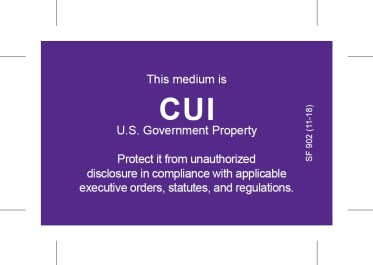 This medium is
CUI
U.S. Government Property
Protect it from unauthorized
disclosure in compliance with applicable
executive orders, statutes, and regulations.
SF 902 (11-18)